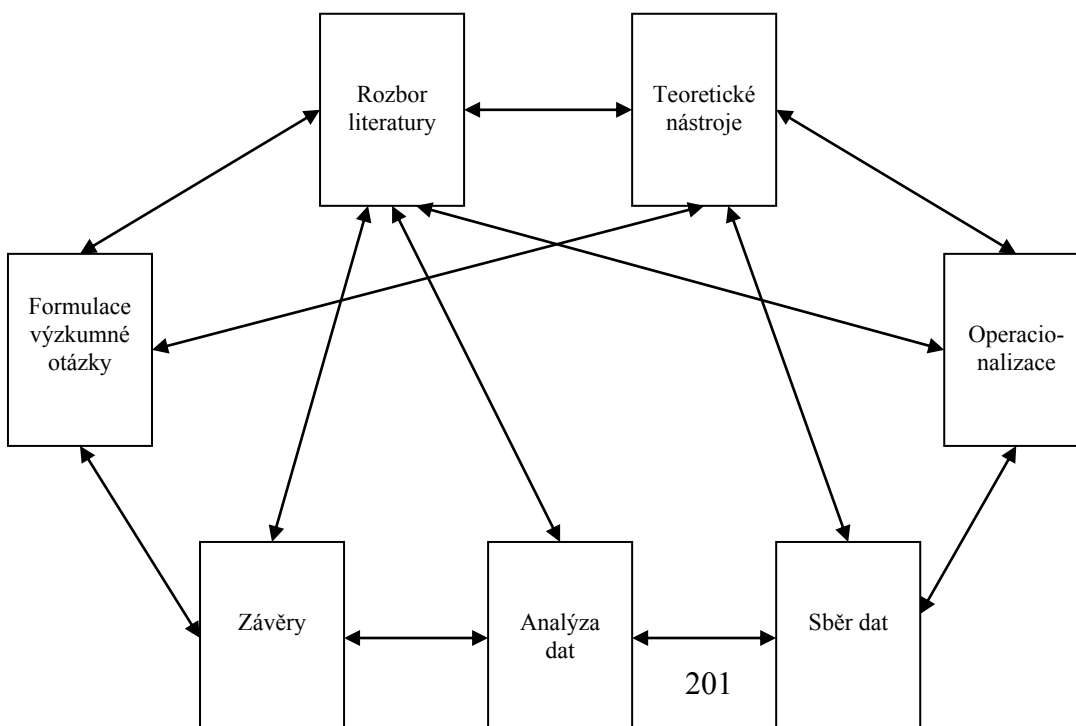 Rozbor
literatury
Teoretické
nástroje
Formulace
výzkumné
otázky
Operacio-
nalizace
Závěry
Analýza
dat
Sběr dat
201